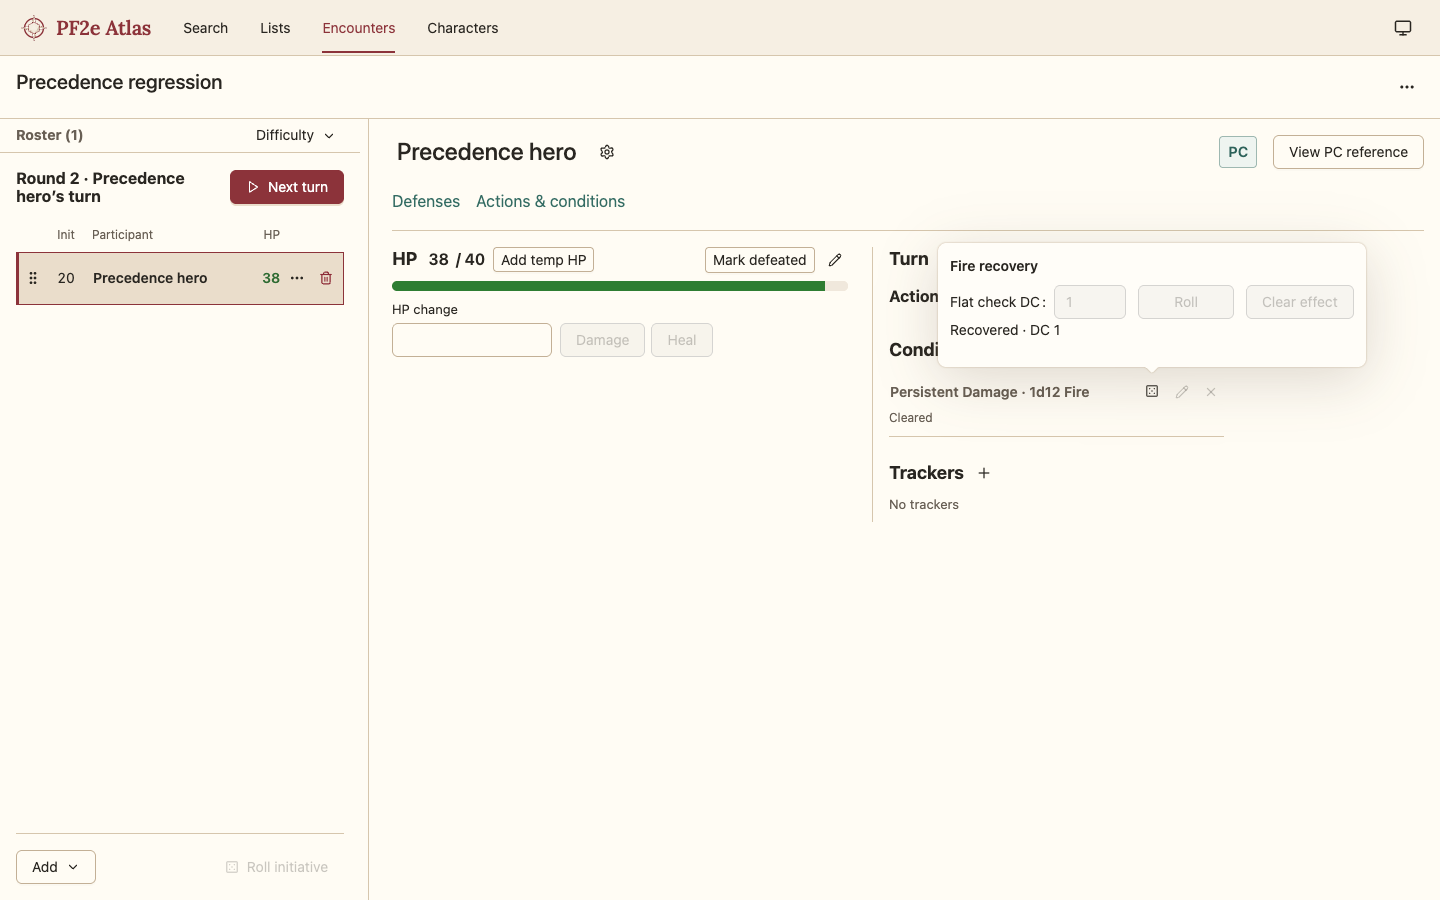 PF2e Atlas
Search
Lists
Encounters
Characters
Precedence regression
Roster (1)
Difficulty
Round 2 · Precedence
hero’s turn
Next turn
Init
Participant
HP
20
Precedence hero
38
Add
Roll initiative
Precedence hero
PC
View PC reference
Defenses
Actions & conditions
HP 38 / 40
Add temp HP
Mark defeated
HP change
Damage
Heal
Turn
Action
Condi
Fire recovery
Flat check DC :
1
Roll
Clear effect
Recovered · DC 1
Persistent Damage · 1d12 Fire
Cleared
Trackers
No trackers